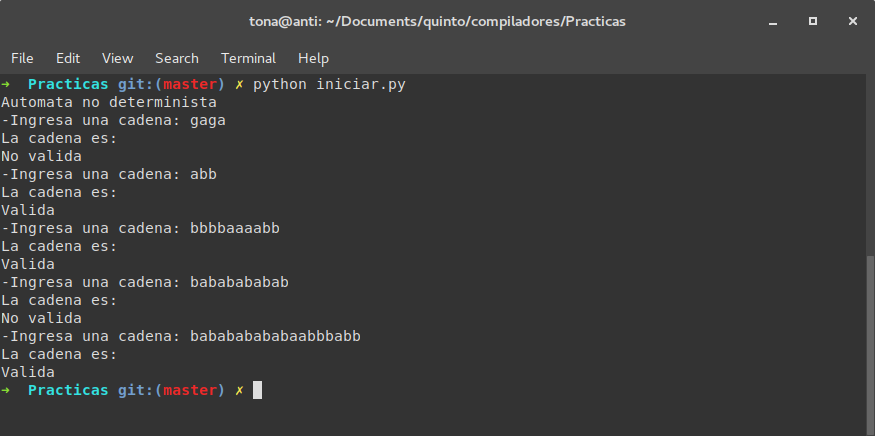 tona@anti: ~/Documents/quinto/compiladores/Practicas
File Edit View Search Terminal Help
➜ Practicas git:(master) ✗ python iniciar.py
Automata no determinista
-Ingresa una cadena: gaga
La cadena es:
No valida
-Ingresa una cadena: abb
La cadena es:
Valida
-Ingresa una cadena: bbbbaaaabb
La cadena es:
Valida
-Ingresa una cadena: bababababab
La cadena es:
No valida
-Ingresa una cadena: babababababaabbbabb
La cadena es:
Valida
➜ Practicas git:(master) ✗